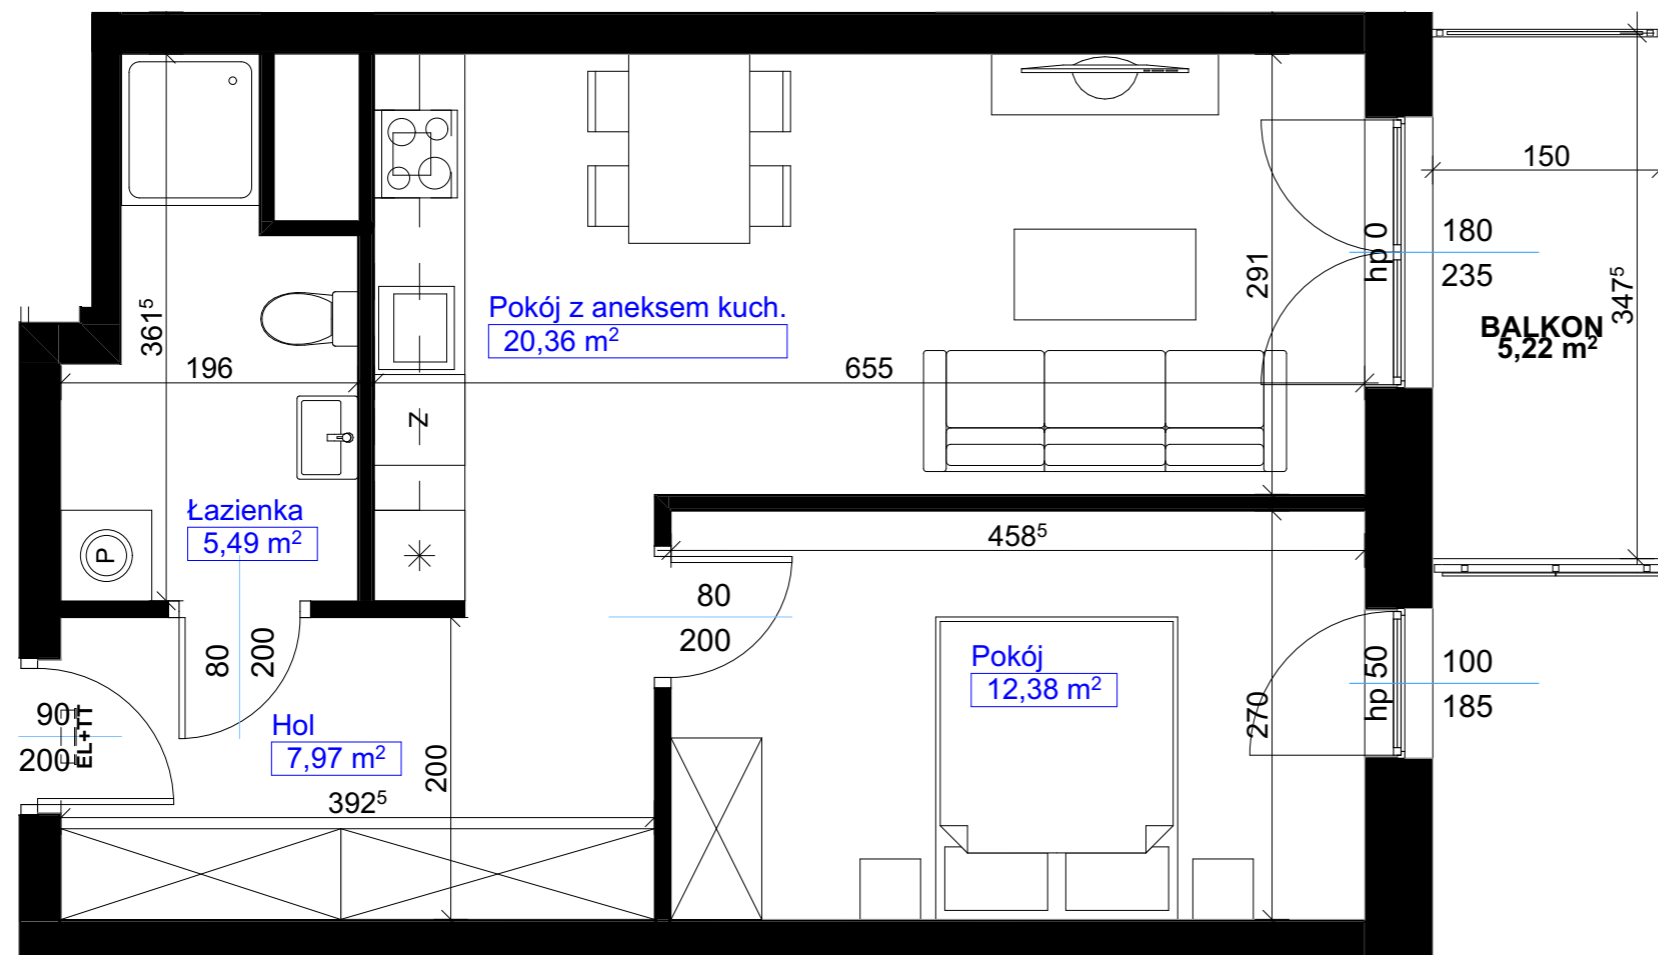 150
180
235
hp 0
291
347⁵
BALKON
5,22 m²
Pokój z aneksem kuch.
20,36 m²
361⁵
196
655
Z
Łazienka
5,49 m²
P
458⁵
80
200
80
200
Pokój
12,38 m²
hp 50
100
185
270
90
200
EL+TT
Hol
7,97 m²
200
392⁵